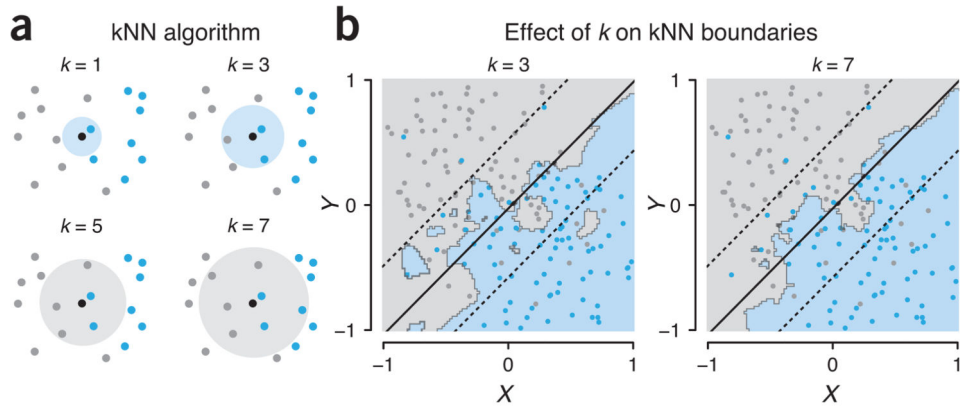 a
kNN algorithm
k = 1
k = 3
k = 5
k = 7
b
Effect of k on kNN boundaries
k = 3
k = 7
1
0
−1
Y
−1
0
1
X
1
0
−1
Y
−1
0
1
X